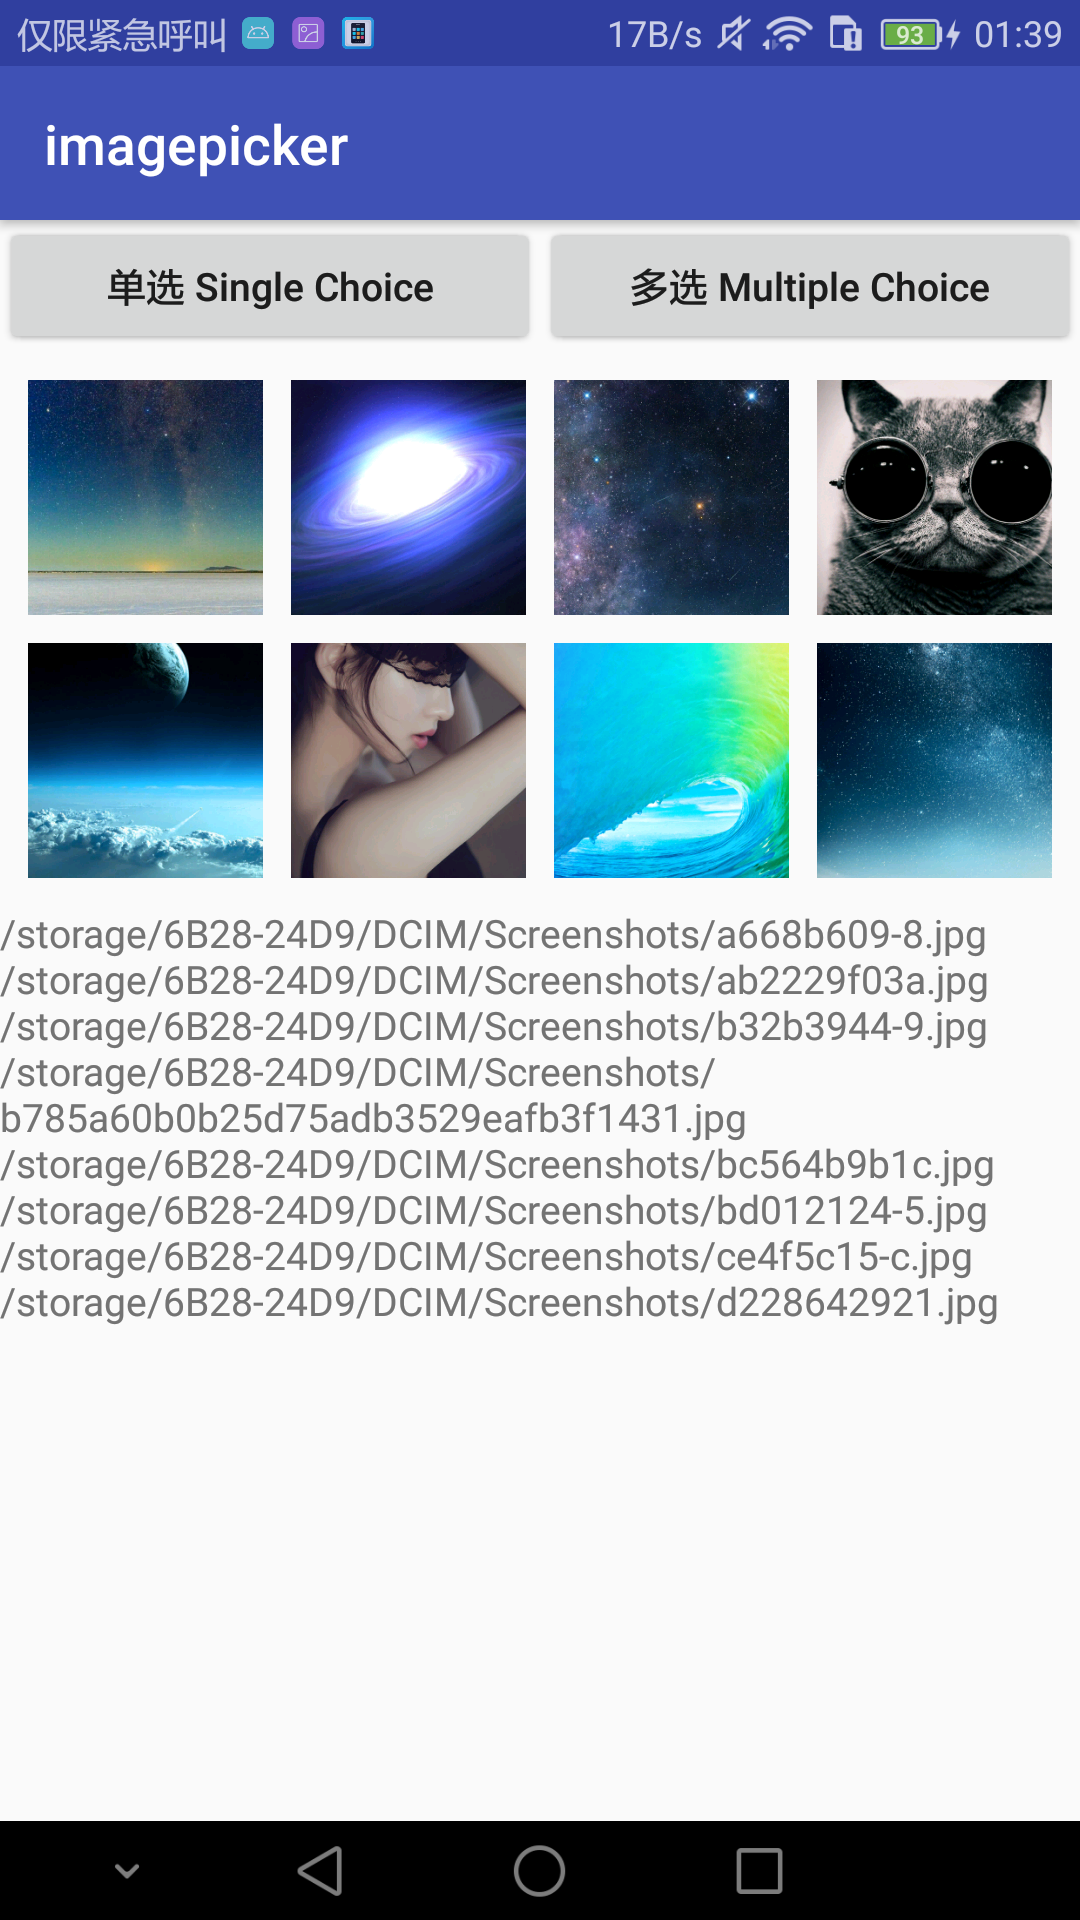 仅限紧急呼叫 17B/s 93 01:39
imagepicker
单选 Single Choice 多选 Multiple Choice
/storage/6B28-24D9/DCIM/Screenshots/a668b609-8.jpg
/storage/6B28-24D9/DCIM/Screenshots/ab2229f03a.jpg
/storage/6B28-24D9/DCIM/Screenshots/b32b3944-9.jpg
/storage/6B28-24D9/DCIM/Screenshots/
b785a60b0b25d75adb3529eafb3f1431.jpg
/storage/6B28-24D9/DCIM/Screenshots/bc564b9b1c.jpg
/storage/6B28-24D9/DCIM/Screenshots/bd012124-5.jpg
/storage/6B28-24D9/DCIM/Screenshots/ce4f5c15-c.jpg
/storage/6B28-24D9/DCIM/Screenshots/d228642921.jpg